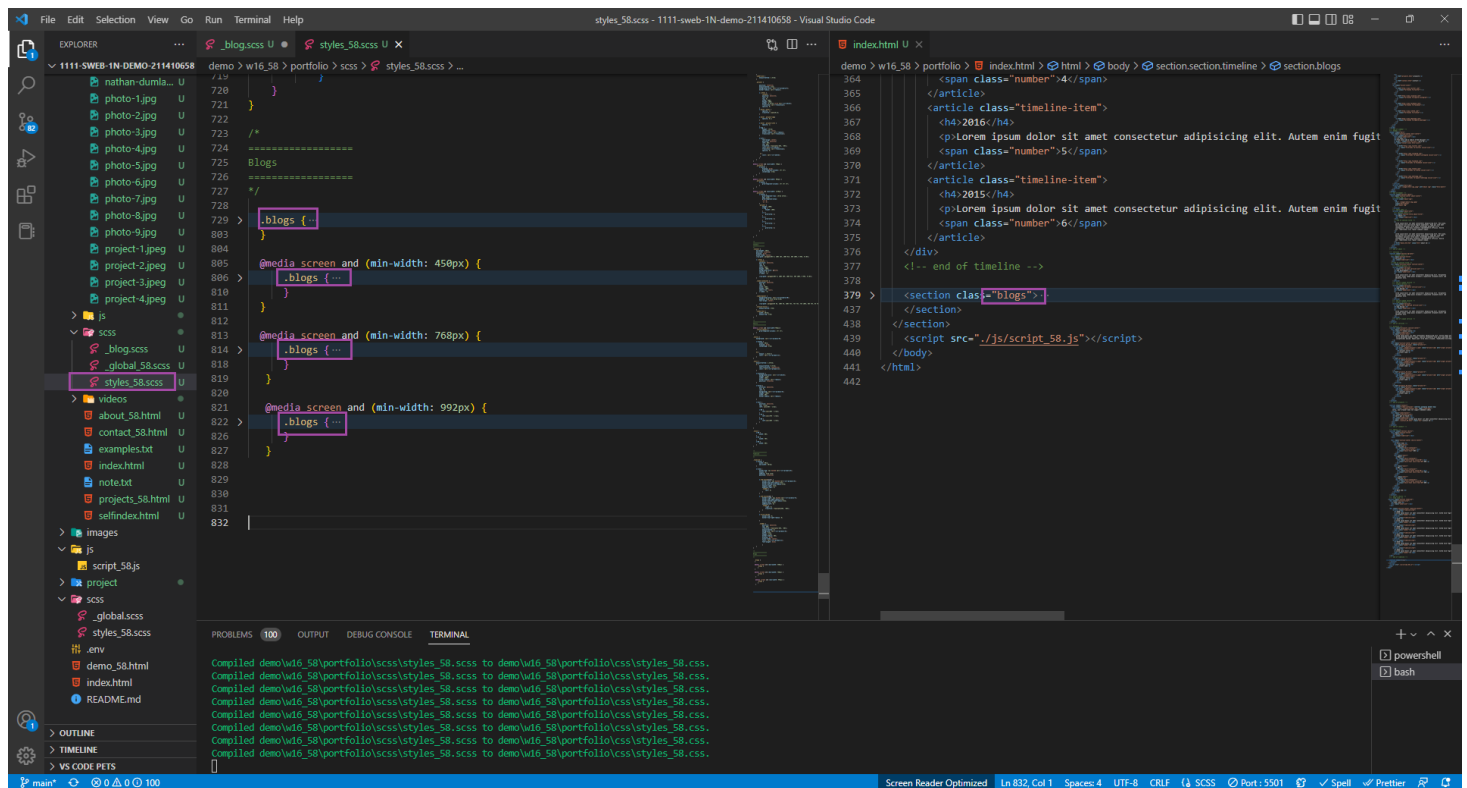 File Edit Selection View Go Run Terminal Help
styles_58.scss - 1111-sweb-1N-demo-211410658 - Visual Studio Code
EXPLORER
1111-SWEB-1N-DEMO-211410658
nathan-dumla... U
photo-1.jpg U
photo-2.jpg U
photo-3.jpg U
photo-4.jpg U
photo-5.jpg U
photo-6.jpg U
photo-7.jpg U
photo-8.jpg U
photo-9.jpg U
project-1.jpeg U
project-2.jpeg U
project-3.jpeg U
project-4.jpeg U
js
scss
_blog.scss U
_global_58.scss U
styles_58.scss U
videos
about_58.html U
contact_58.html U
examples.txt U
index.html U
note.txt U
projects_58.html U
selfindex.html U
images
js
script_58.js
project
scss
_global.scss
styles_58.scss
.env
demo_58.html
index.html
README.md
OUTLINE
TIMELINE
VS CODE PETS
1
82
1
_blog.scss U
styles_58.scss U
demo > w16_58 > portfolio > scss > styles_58.scss > ...
719 }
720 }
721 }
722
723 /*
724 ==================
725 Blogs
726 ==================
727 */
728
729 .blogs { ...
803 }
804
805 @media screen and (min-width: 450px) {
806 .blogs { ...
810 }
811 }
812
813 @media screen and (min-width: 768px) {
814 .blogs { ...
818 }
819 }
820
821 @media screen and (min-width: 992px) {
822 .blogs { ...
826 }
827 }
828
829
830
831
832
index.html U
demo > w16_58 > portfolio > index.html > html > body > section.section.timeline > section.blogs
364 <span class="number">4</span>
365 </article>
366 <article class="timeline-item">
367 <h4>2016</h4>
368 <p>Lorem ipsum dolor sit amet consectetur adipisicing elit. Autem enim fugit
369 <span class="number">5</span>
370 </article>
371 <article class="timeline-item">
372 <h4>2015</h4>
373 <p>Lorem ipsum dolor sit amet consectetur adipisicing elit. Autem enim fugit
374 <span class="number">6</span>
375 </article>
376 </div>
377 <!-- end of timeline -->
378
379 <section class="blogs">...
437 </section>
438 </section>
439 <script src="./js/script_58.js"></script>
440 </body>
441 </html>
442
PROBLEMS 100 OUTPUT DEBUG CONSOLE TERMINAL
Compiled demo\w16_58\portfolio\scss\styles_58.scss to demo\w16_58\portfolio\css\styles_58.css.
Compiled demo\w16_58\portfolio\scss\styles_58.scss to demo\w16_58\portfolio\css\styles_58.css.
Compiled demo\w16_58\portfolio\scss\styles_58.scss to demo\w16_58\portfolio\css\styles_58.css.
Compiled demo\w16_58\portfolio\scss\styles_58.scss to demo\w16_58\portfolio\css\styles_58.css.
Compiled demo\w16_58\portfolio\scss\styles_58.scss to demo\w16_58\portfolio\css\styles_58.css.
Compiled demo\w16_58\portfolio\scss\styles_58.scss to demo\w16_58\portfolio\css\styles_58.css.
Compiled demo\w16_58\portfolio\scss\styles_58.scss to demo\w16_58\portfolio\css\styles_58.css.
Compiled demo\w16_58\portfolio\scss\styles_58.scss to demo\w16_58\portfolio\css\styles_58.css.
powershell
bash
main* 0 0 100
Screen Reader Optimized Ln 832, Col 1 Spaces: 4 UTF-8 CRLF SCSS Port : 5501 Spell Prettier